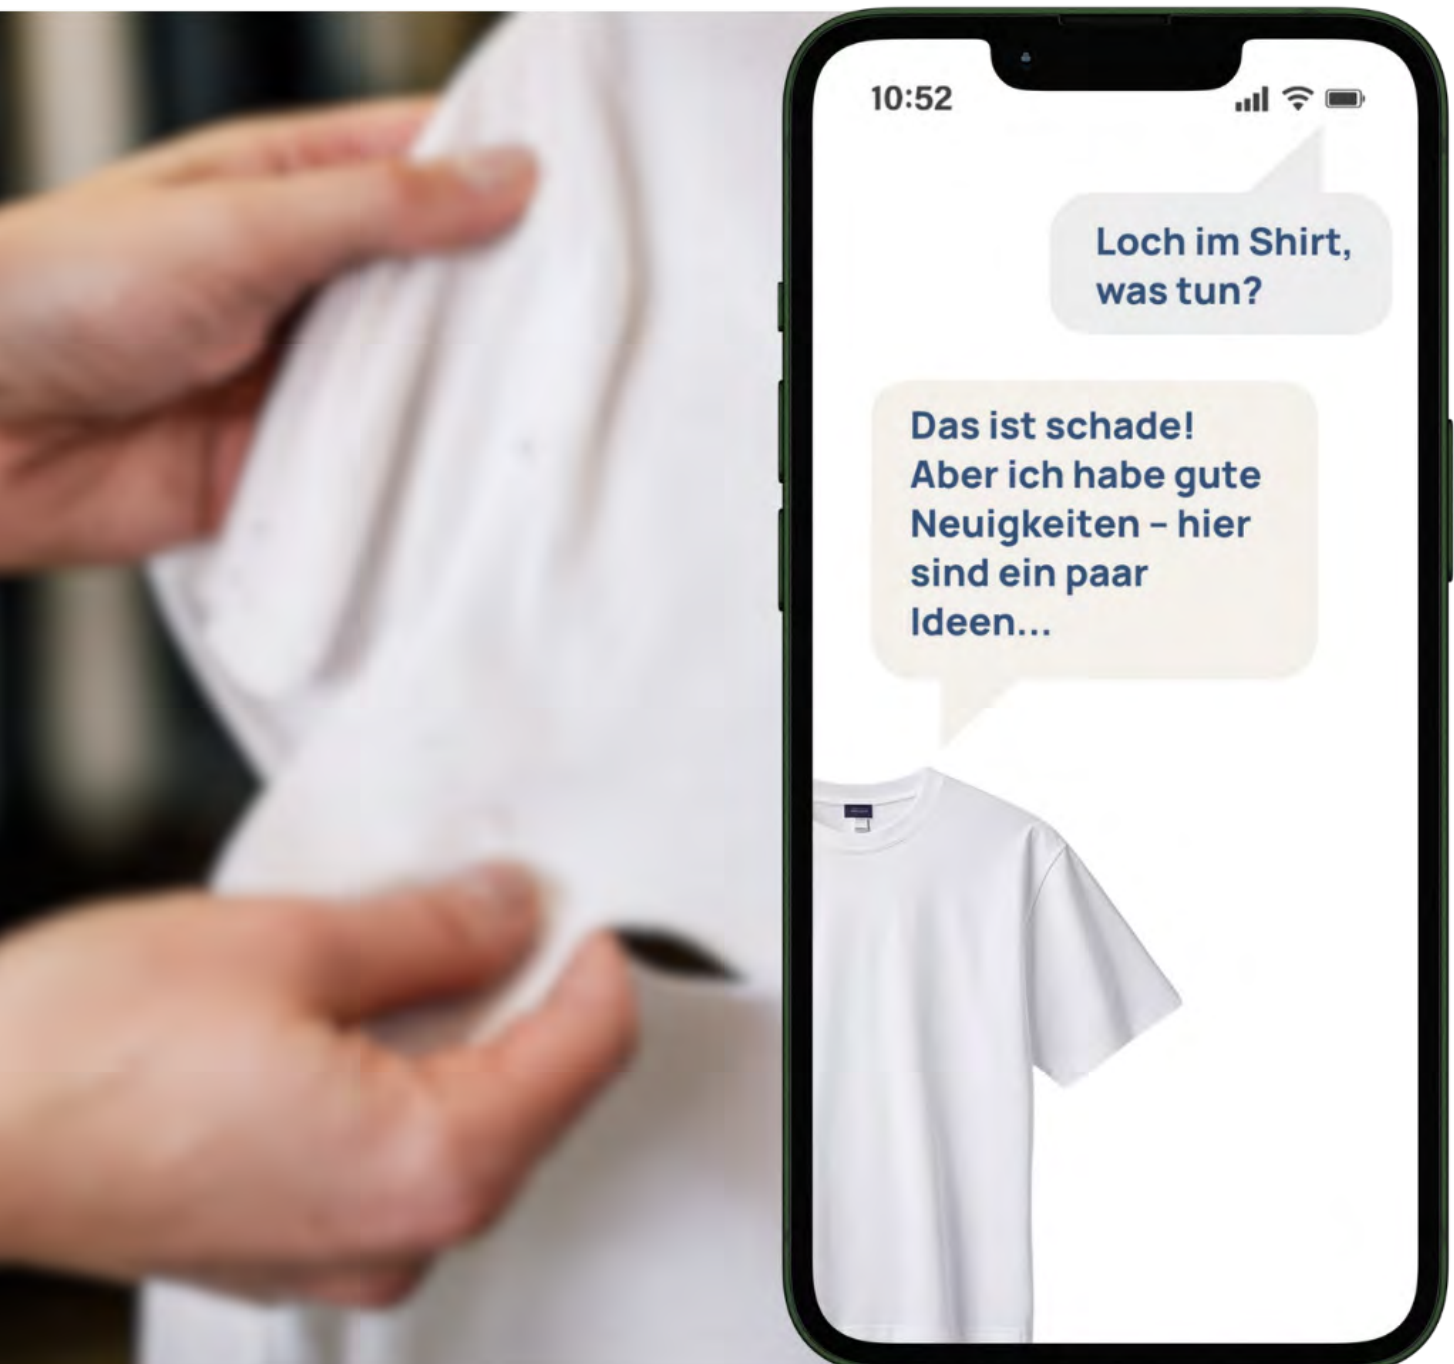 10:52
Loch im Shirt,
was tun?
Das ist schade!
Aber ich habe gute
Neuigkeiten – hier
sind ein paar
Ideen...